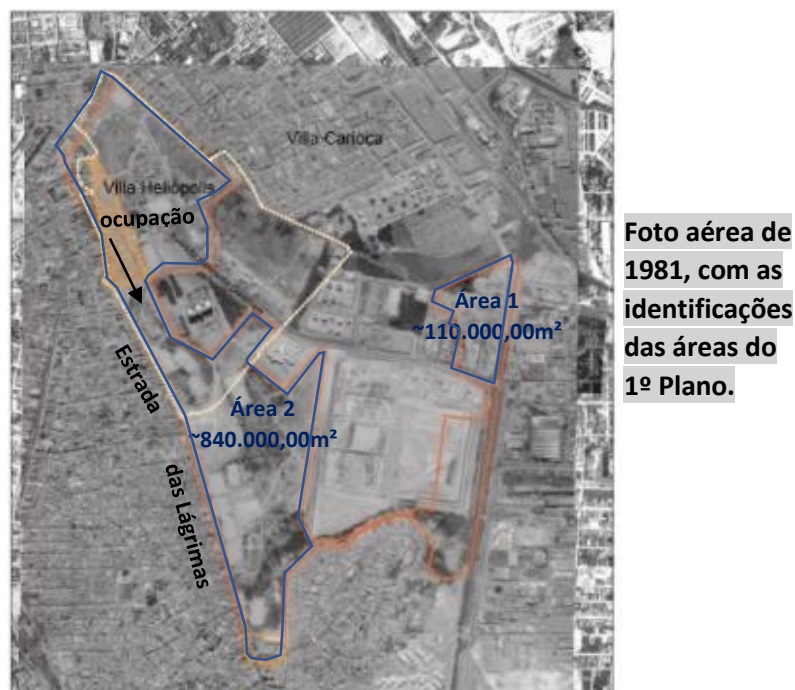 Villa Carioca
Villa Heliópolis
ocupação
Área 1
~110.000,00m²
Estrada
das Lágrimas
Área 2
~840.000,00m²
Foto aérea de
1981, com as
identificações
das áreas do
1º Plano.